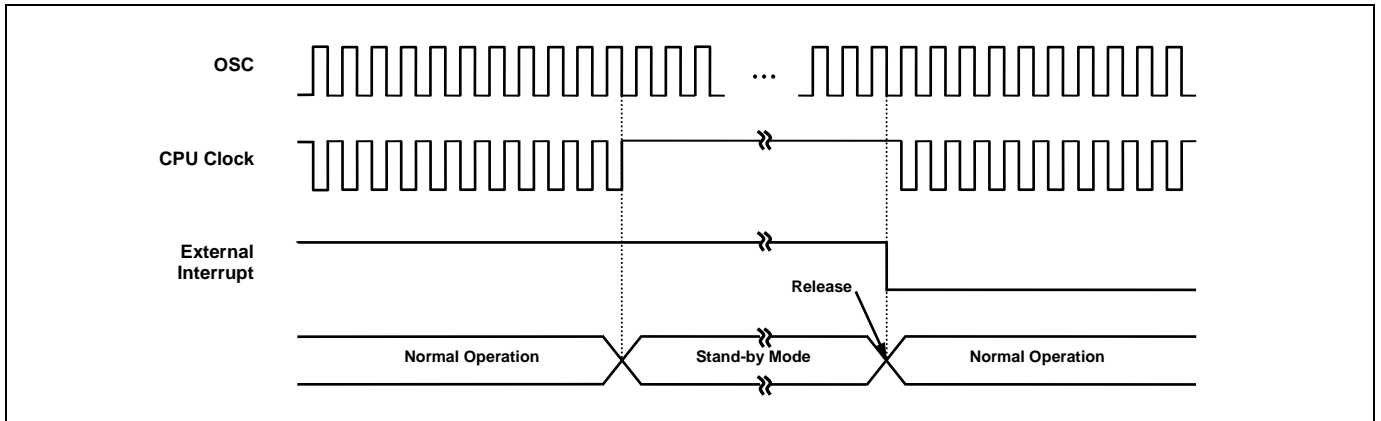 OSC
...
CPU Clock
External
Interrupt
Release
Normal Operation
Stand-by Mode
Normal Operation